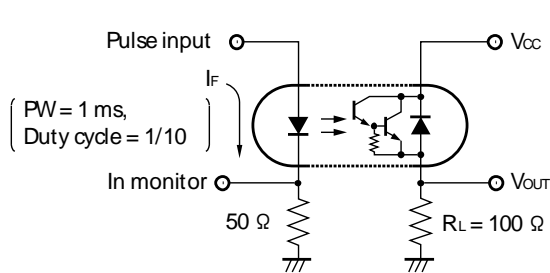 Pulse input
VCC
IF
PW = 1 ms,
Duty cycle = 1/10
In monitor
VOUT
50 Ω
RL = 100 Ω